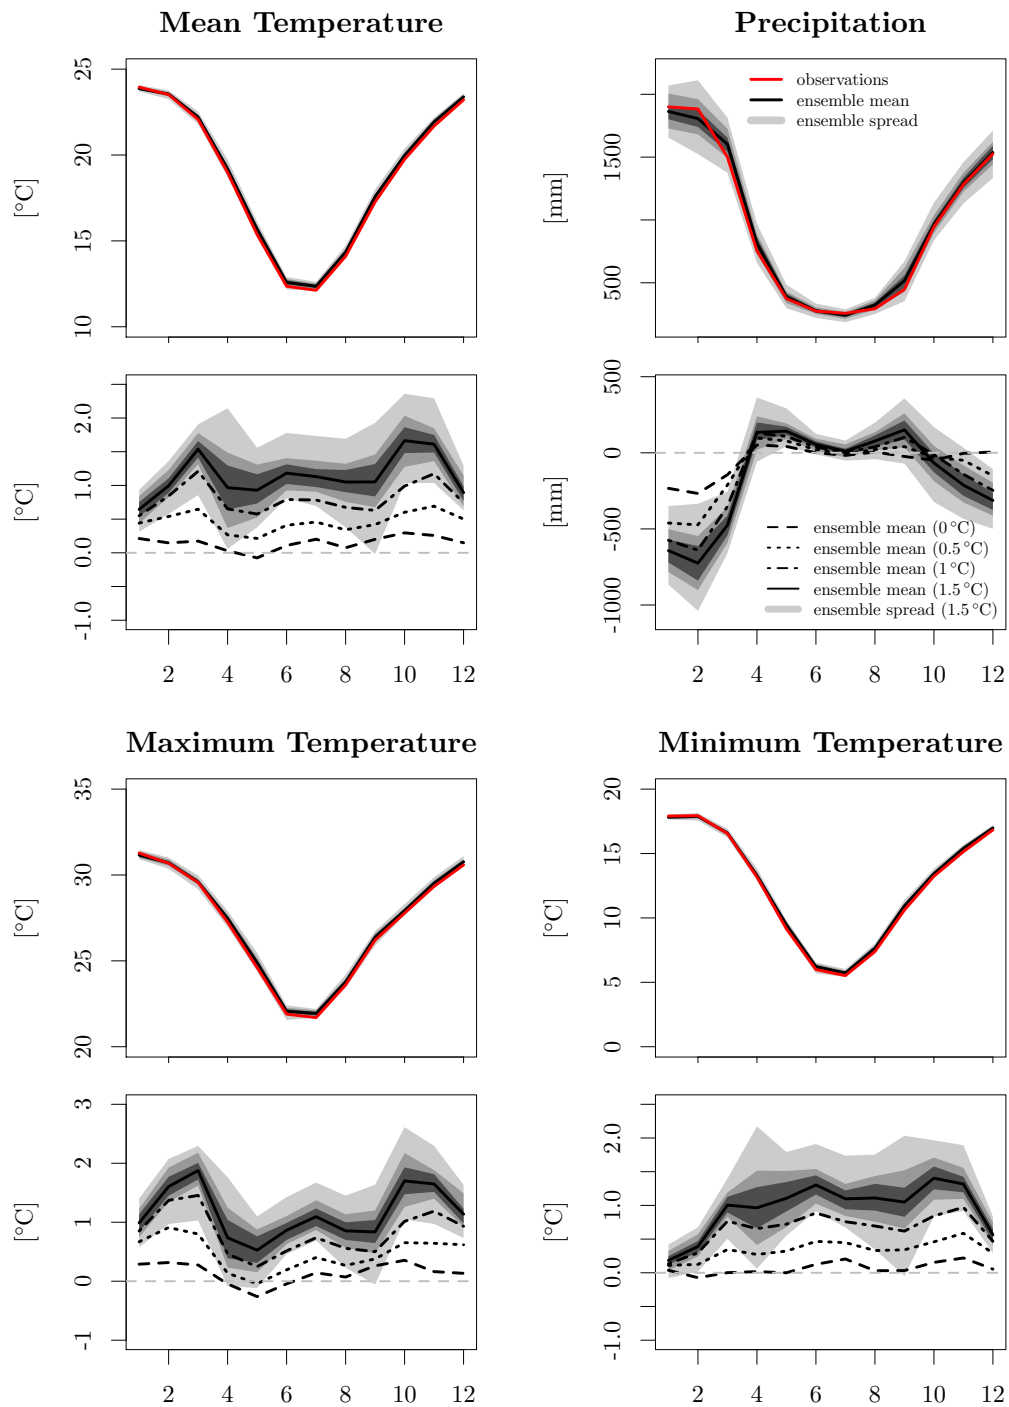 Mean Temperature
25
20
15
10
[°C]
2.0
1.0
0.0
-1.0
[°C]
2 4 6 8 10 12
Precipitation
observations
ensemble mean
ensemble spread
1500
500
[mm]
500
0
-500
-1000
[mm]
ensemble mean (0 °C)
ensemble mean (0.5 °C)
ensemble mean (1 °C)
ensemble mean (1.5 °C)
ensemble spread (1.5 °C)
2 4 6 8 10 12
Maximum Temperature
35
30
25
20
[°C]
3
2
1
0
-1
[°C]
2 4 6 8 10 12
Minimum Temperature
20
15
10
5
0
[°C]
2.0
1.0
0.0
-1.0
[°C]
2 4 6 8 10 12